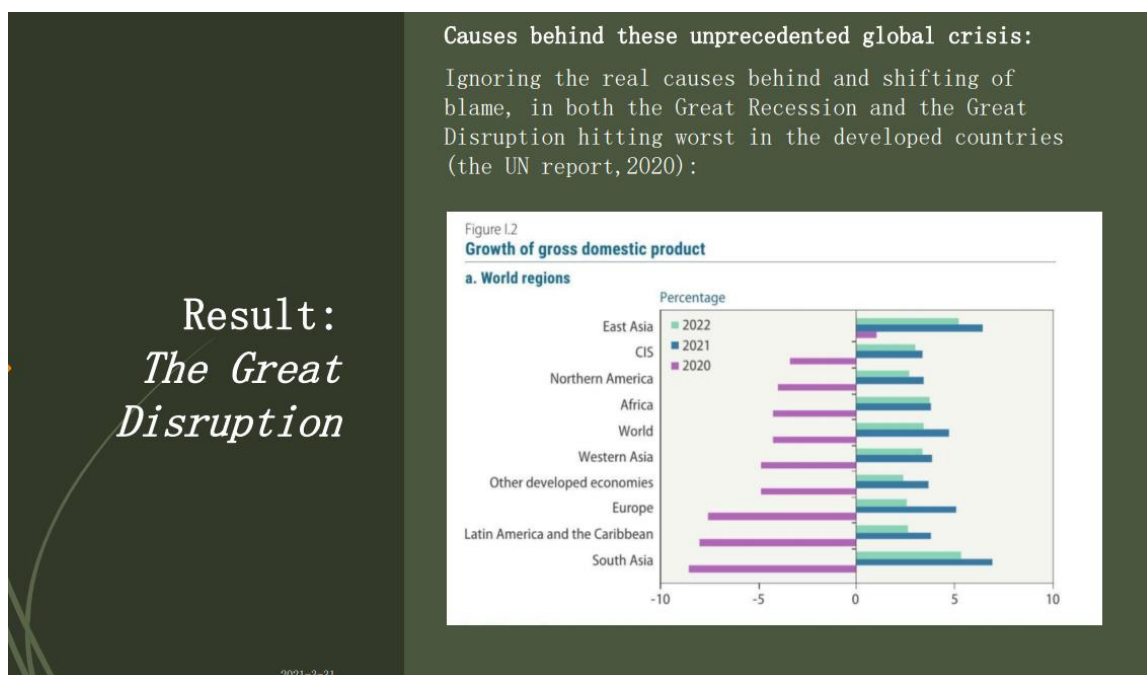 Causes behind these unprecedented global crisis:
Ignoring the real causes behind and shifting of
blame, in both the Great Recession and the Great
Disruption hitting worst in the developed countries
(the UN report,2020):
Result:
The Great
Disruption
Figure I.2
Growth of gross domestic product
a. World regions
Percentage
East Asia
CIS
Northern America
Africa
World
Western Asia
Other developed economies
Europe
Latin America and the Caribbean
South Asia
2022
2021
2020
-10
-5
0
5
10